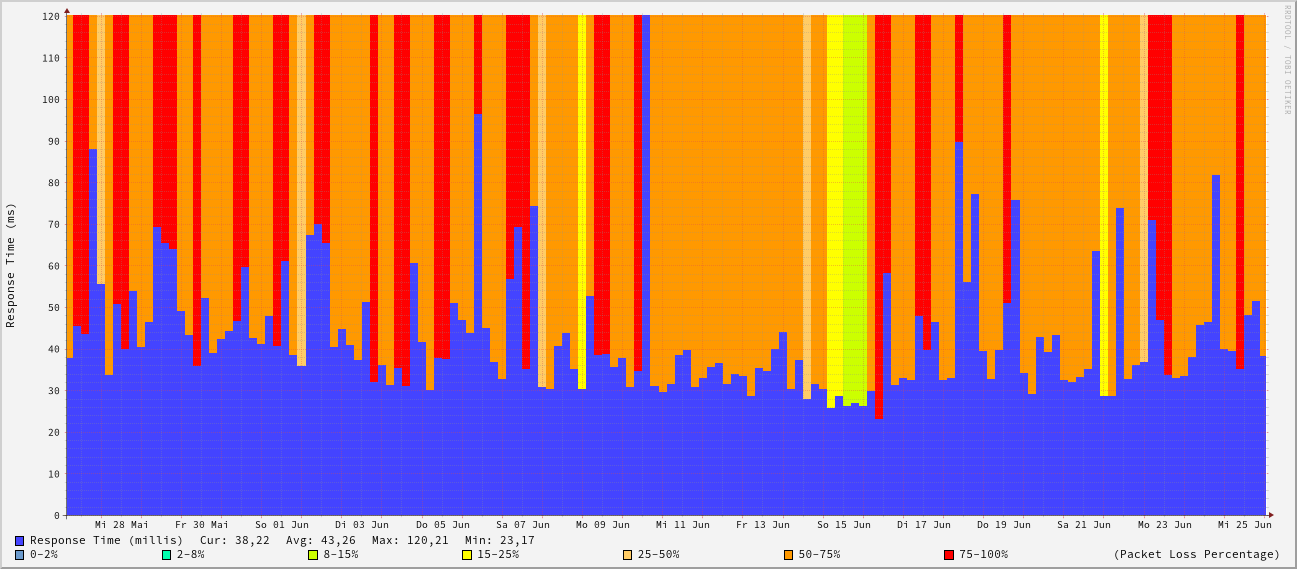 RRDTOOL / TOBI OETIKER
Response Time (ms)
120
110
100
90
80
70
60
50
40
30
20
10
0
Mi 28 Mai Fr 30 Mai So 01 Jun Di 03 Jun Do 05 Jun Sa 07 Jun Mo 09 Jun Mi 11 Jun Fr 13 Jun So 15 Jun Di 17 Jun Do 19 Jun Sa 21 Jun Mo 23 Jun Mi 25 Jun
Response Time (millis) Cur: 38,22 Avg: 43,26 Max: 120,21 Min: 23,17
0-2% 2-8% 8-15% 15-25% 25-50% 50-75% 75-100% (Packet Loss Percentage)